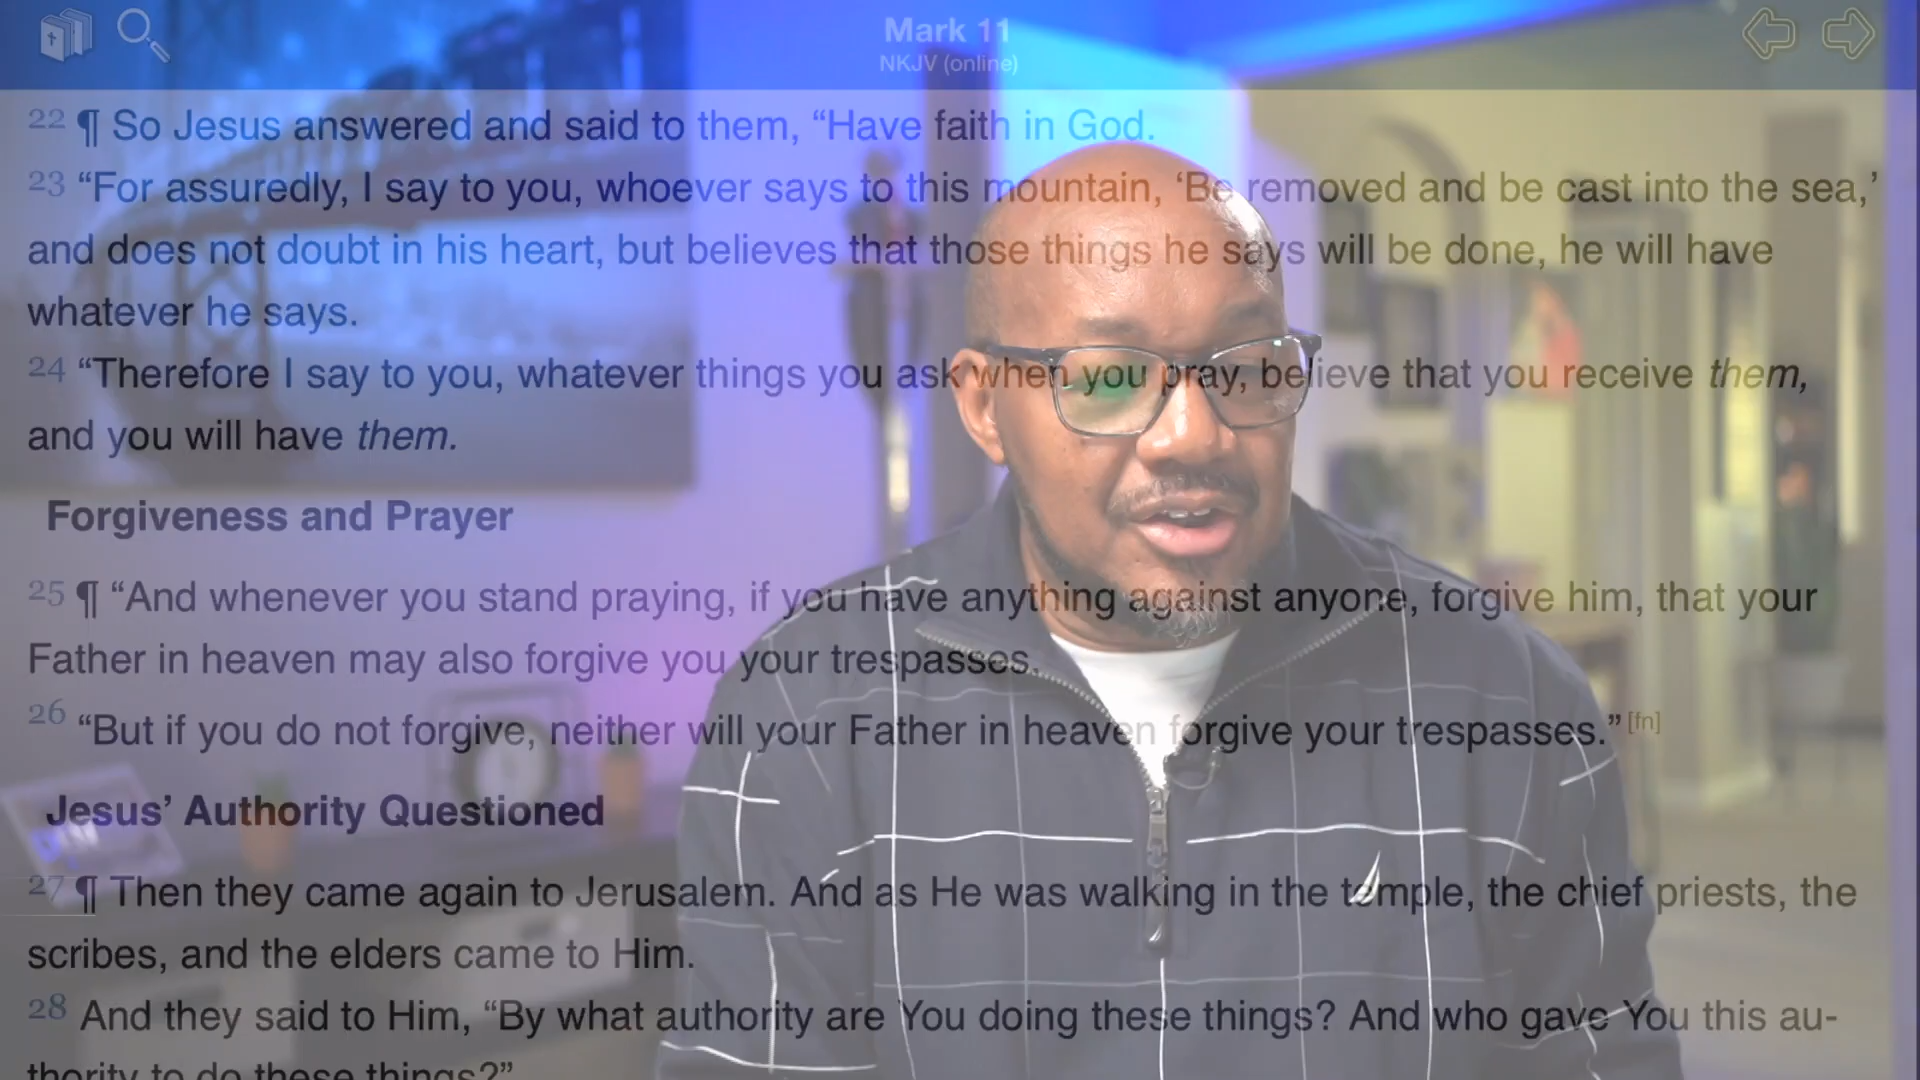 Mark 11
NKJV (online)
22 ¶ So Jesus answered and said to them, “Have faith in God.
23 “For assuredly, I say to you, whoever says to this mountain, ‘Be removed and be cast into the sea,’
and does not doubt in his heart, but believes that those things he says will be done, he will have
whatever he says.
24 “Therefore I say to you, whatever things you ask when you pray, believe that you receive them,
and you will have them.
Forgiveness and Prayer
25 ¶ “And whenever you stand praying, if you have anything against anyone, forgive him, that your
Father in heaven may also forgive you your trespasses.
26 “But if you do not forgive, neither will your Father in heaven forgive your trespasses.” [fn]
Jesus’ Authority Questioned
27 ¶ Then they came again to Jerusalem. And as He was walking in the temple, the chief priests, the
scribes, and the elders came to Him.
28 And they said to Him, “By what authority are You doing these things? And who gave You this au-
thority to do these things?”